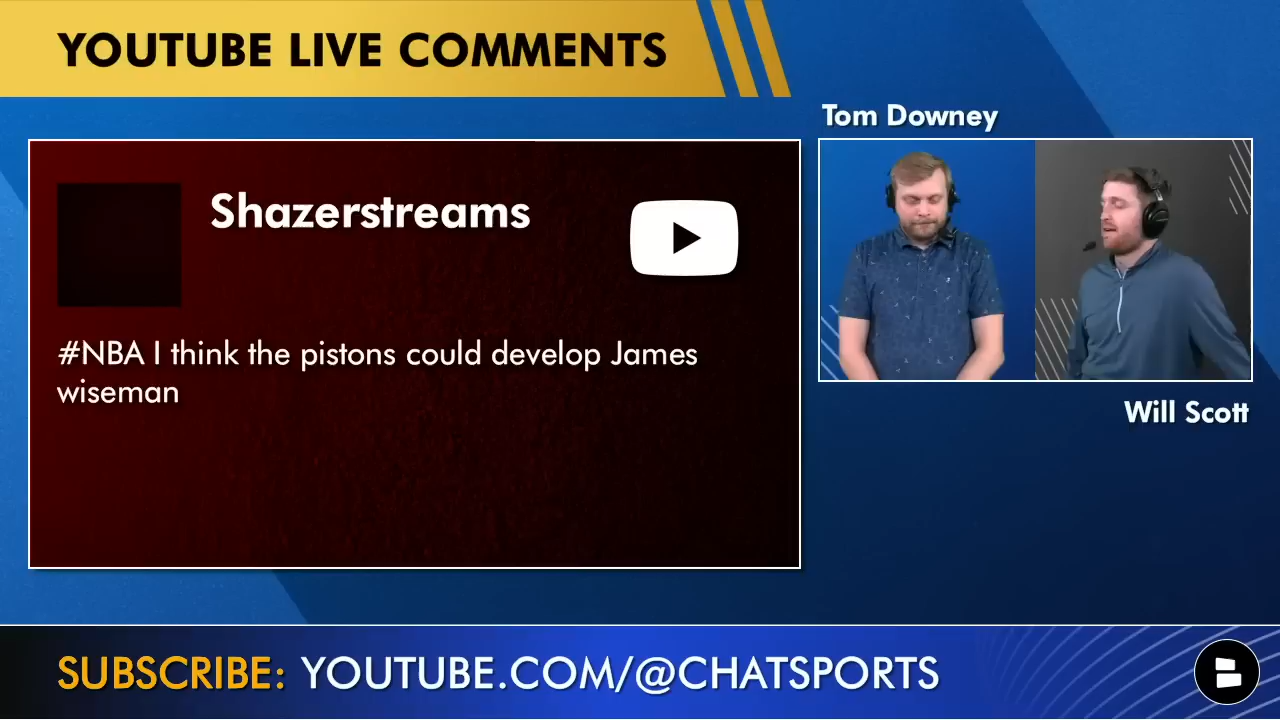 YOUTUBE LIVE COMMENTS
Tom Downey
Shazerstreams
#NBA I think the pistons could develop James
wiseman
Will Scott
SUBSCRIBE: YOUTUBE.COM/@CHATSPORTS